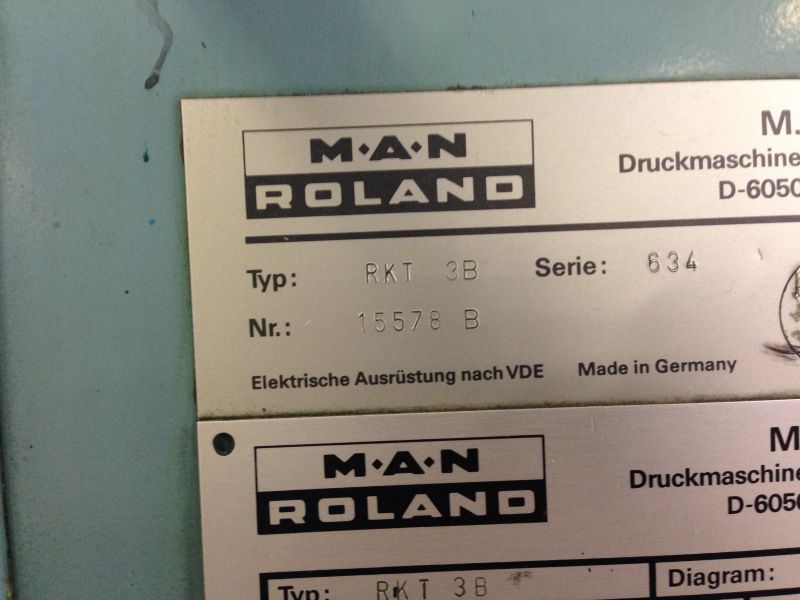 M·A·N
ROLAND
M.
Druckmaschine
D-6050
Typ: RKT 3B Serie: 634
Nr.: 15578 B
Elektrische Ausrüstung nach VDE Made in Germany
M·A·N
ROLAND
M
Druckmaschine
D-6050
Typ: RKT 3B Diagram: